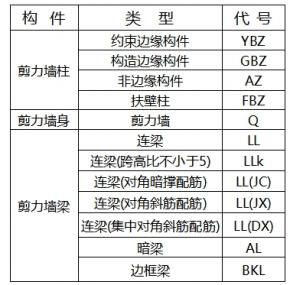 构 件 类 型 代 号
剪力墙柱 约束边缘构件 YBZ
构造边缘构件 GBZ
非边缘构件 AZ
扶壁柱 FBZ
剪力墙身 剪力墙 Q
剪力墙梁 连梁 LL
连梁(跨高比不小于5) LLk
连梁(对角暗撑配筋) LL(JC)
连梁(对角斜筋配筋) LL(JX)
连梁(集中对角斜筋配筋) LL(DX)
暗梁 AL
边框梁 BKL